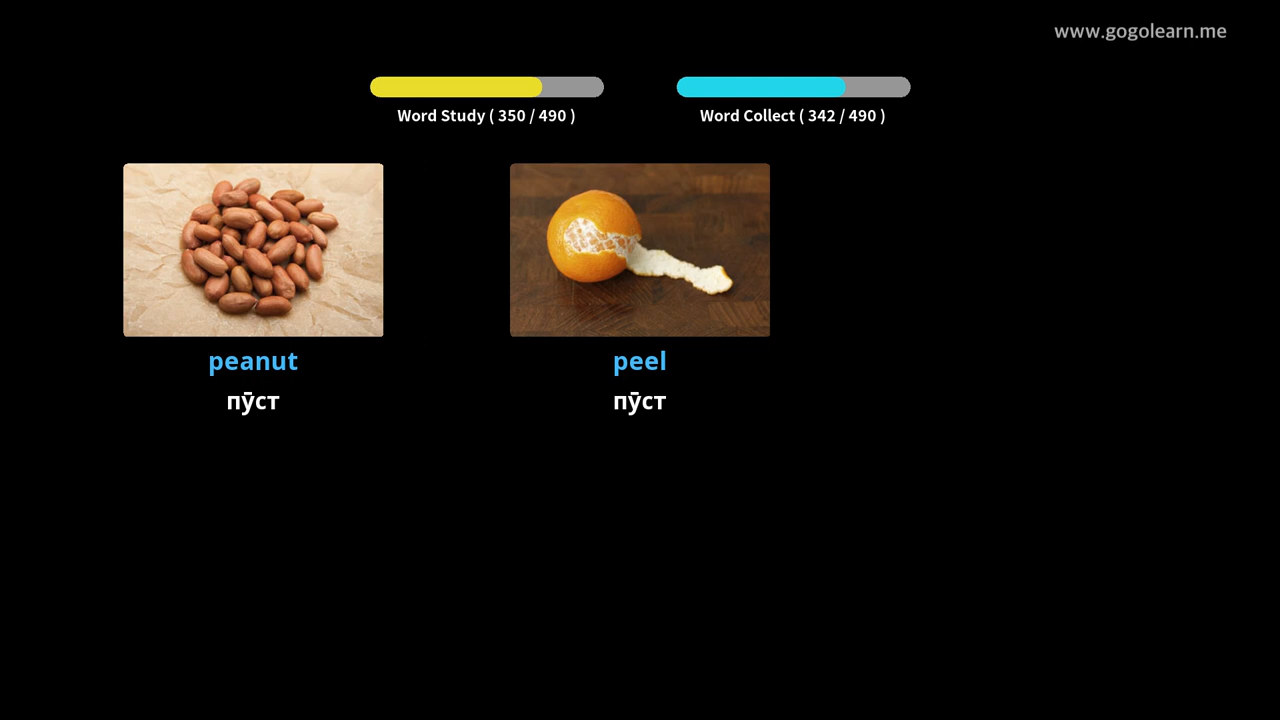 www.gogolearn.me
Word Study ( 350 / 490 )
Word Collect ( 342 / 490 )
peanut
пӯст
peel
пӯст